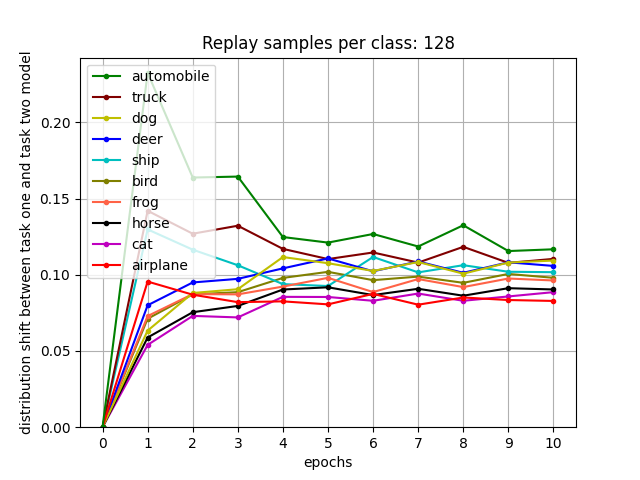 Replay samples per class: 128
distribution shift between task one and task two model
0.20
0.15
0.10
0.05
0.00
automobile
truck
dog
deer
ship
bird
frog
horse
cat
airplane
0 1 2 3 4 5 6 7 8 9 10
epochs